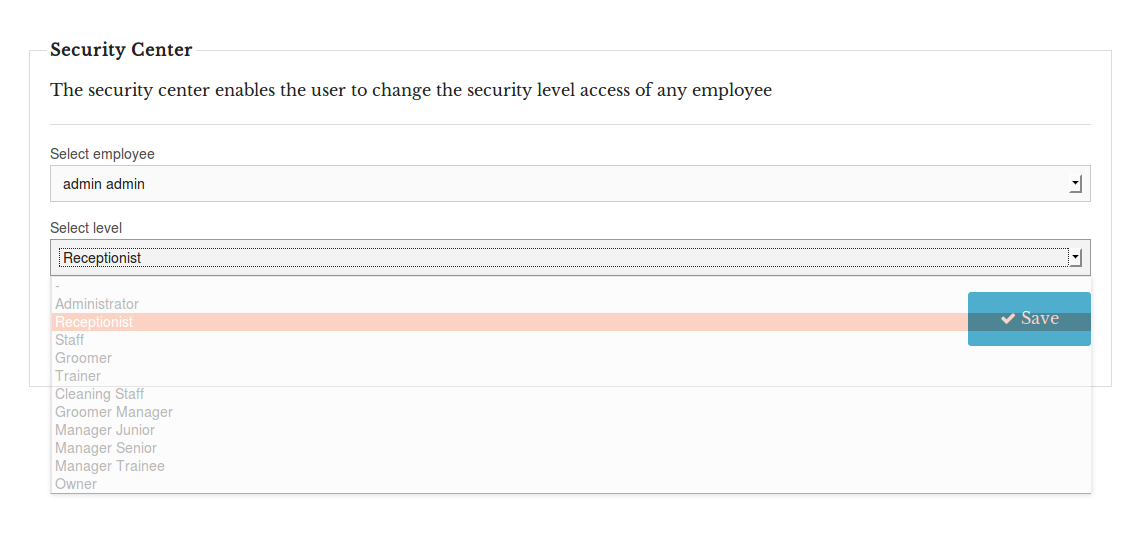 Security Center
The security center enables the user to change the security level access of any employee
Select employee
admin admin
Select level
Receptionist
-
Administrator
Receptionist
Save
Staff
Groomer
Trainer
Cleaning Staff
Groomer Manager
Manager Junior
Manager Senior
Manager Trainee
Owner